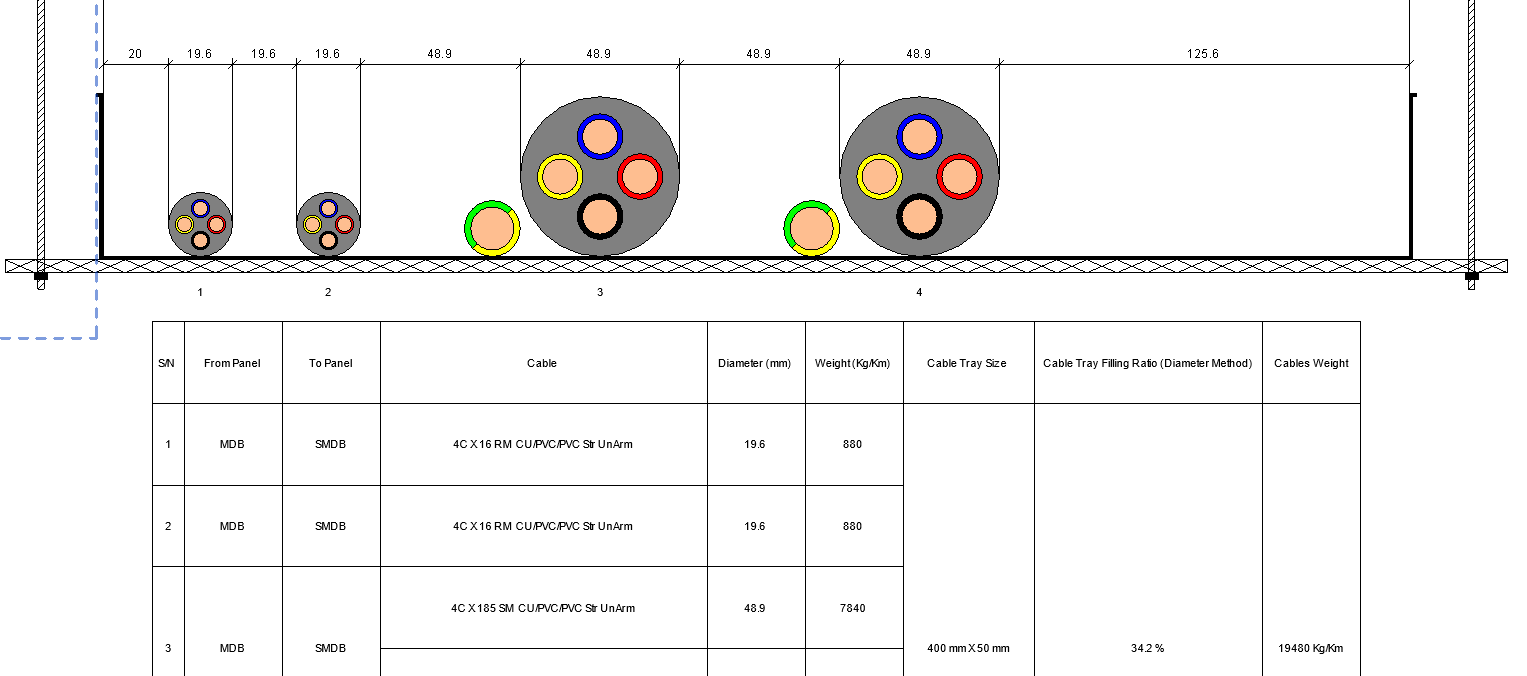 20 19.6 19.6 19.6 48.9 48.9 48.9 48.9 125.6
1 2 3 4
S/N From Panel To Panel Cable Diameter (mm) Weight (Kg/Km) Cable Tray Size Cable Tray Filling Ratio (Diameter Method) Cables Weight
1 MDB SMDB 4C X 16 RM CU/PVC/PVC Str UnArm 19.6 880
2 MDB SMDB 4C X 16 RM CU/PVC/PVC Str UnArm 19.6 880
4C X 185 SM CU/PVC/PVC Str UnArm 48.9 7840
3 MDB SMDB 400 mm X 50 mm 34.2 % 19480 Kg/Km